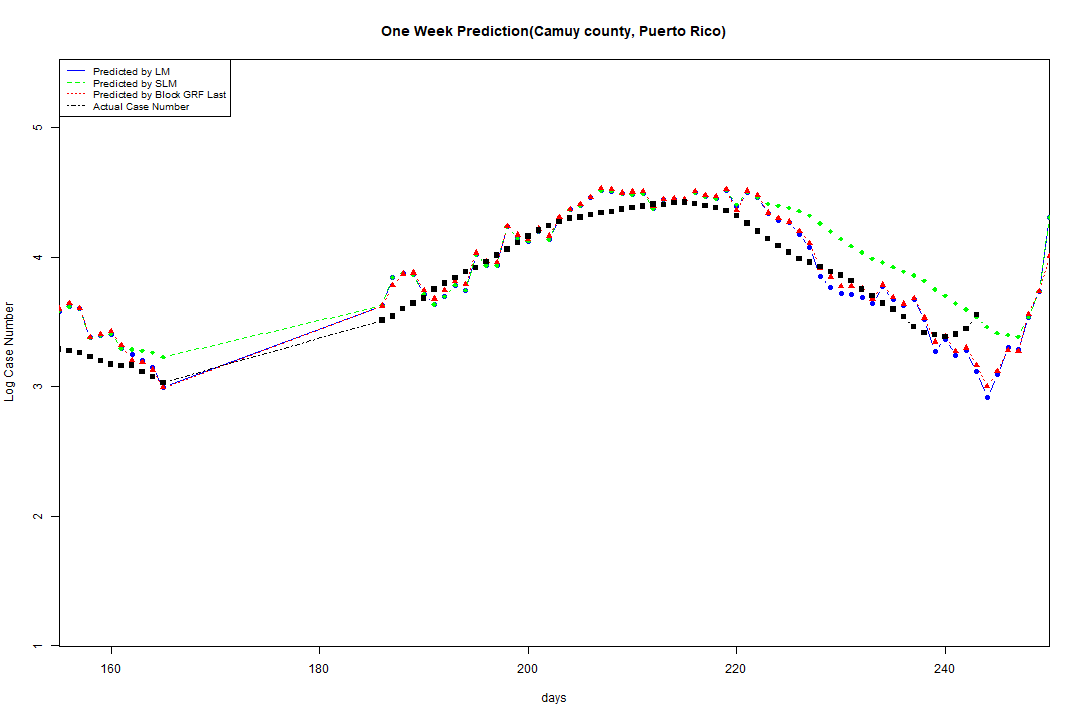 One Week Prediction(Camuy county, Puerto Rico)
Predicted by LM
Predicted by SLM
Predicted by Block GRF Last
Actual Case Number
5
4
3
2
1
Log Case Number
160 180 200 220 240
days